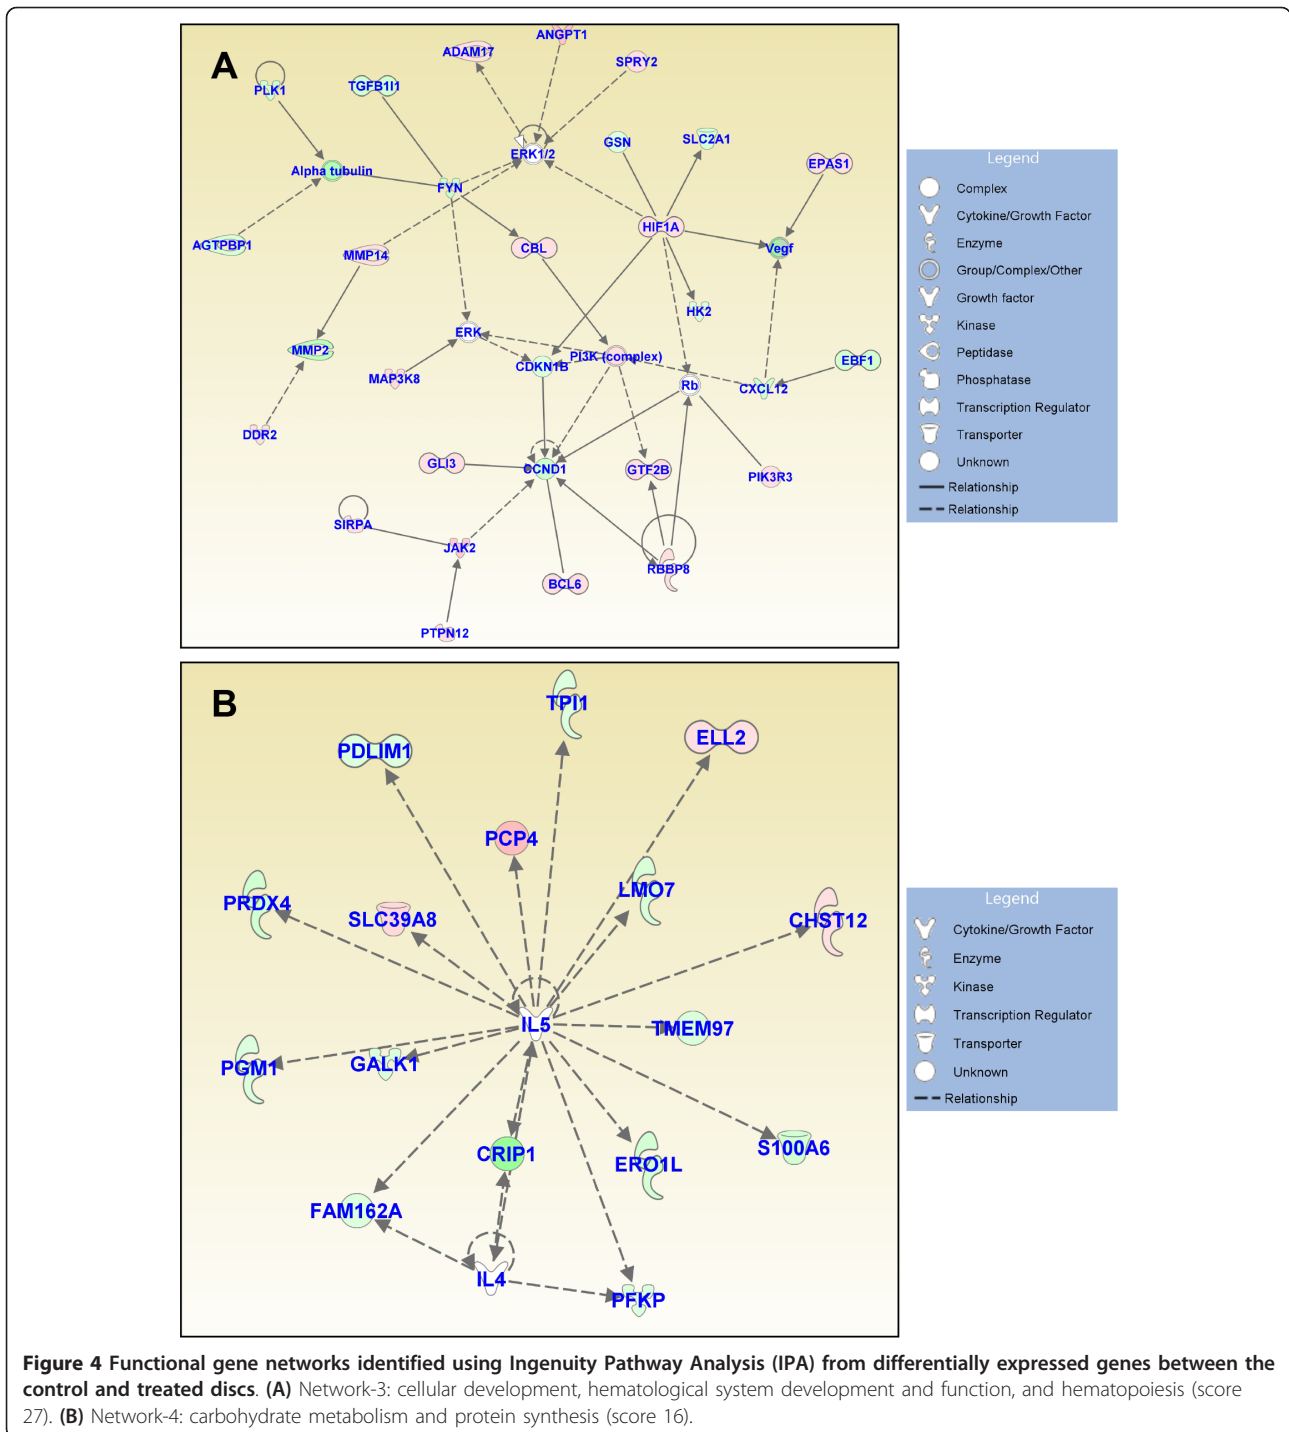 A
ANGPT1
ADAM17
SPRY2
PLK1
TGFB1I1
GSN
SLC2A1
ERK1/2
EPAS1
Alpha tubulin
FYN
HIF1A
AGTPBP1
MMP14
CBL
Vegf
HK2
ERK
MMP2
CDKN1B
PI3K (complex)
EBF1
MAP3K8
Rb
CXCL12
DDR2
GLI3
CCND1
GTF2B
PIK3R3
SIRPA
JAK2
RBBP8
BCL6
PTPN12
Legend
Complex
Cytokine/Growth Factor
Enzyme
Group/Complex/Other
Growth factor
Kinase
Peptidase
Phosphatase
Transcription Regulator
Transporter
Unknown
Relationship
Relationship
B
TPI1
PDLIM1
ELL2
PCP4
LMO7
PRDX4
SLC39A8
CHST12
IL5
TMEM97
PGM1
GALK1
CRIP1
ERO1L
S100A6
FAM162A
IL4
PFKP
Legend
Cytokine/Growth Factor
Enzyme
Kinase
Transcription Regulator
Transporter
Unknown
Relationship
Figure 4 Functional gene networks identified using Ingenuity Pathway Analysis (IPA) from differentially expressed genes between the
control and treated discs. (A) Network-3: cellular development, hematological system development and function, and hematopoiesis (score
27). (B) Network-4: carbohydrate metabolism and protein synthesis (score 16).